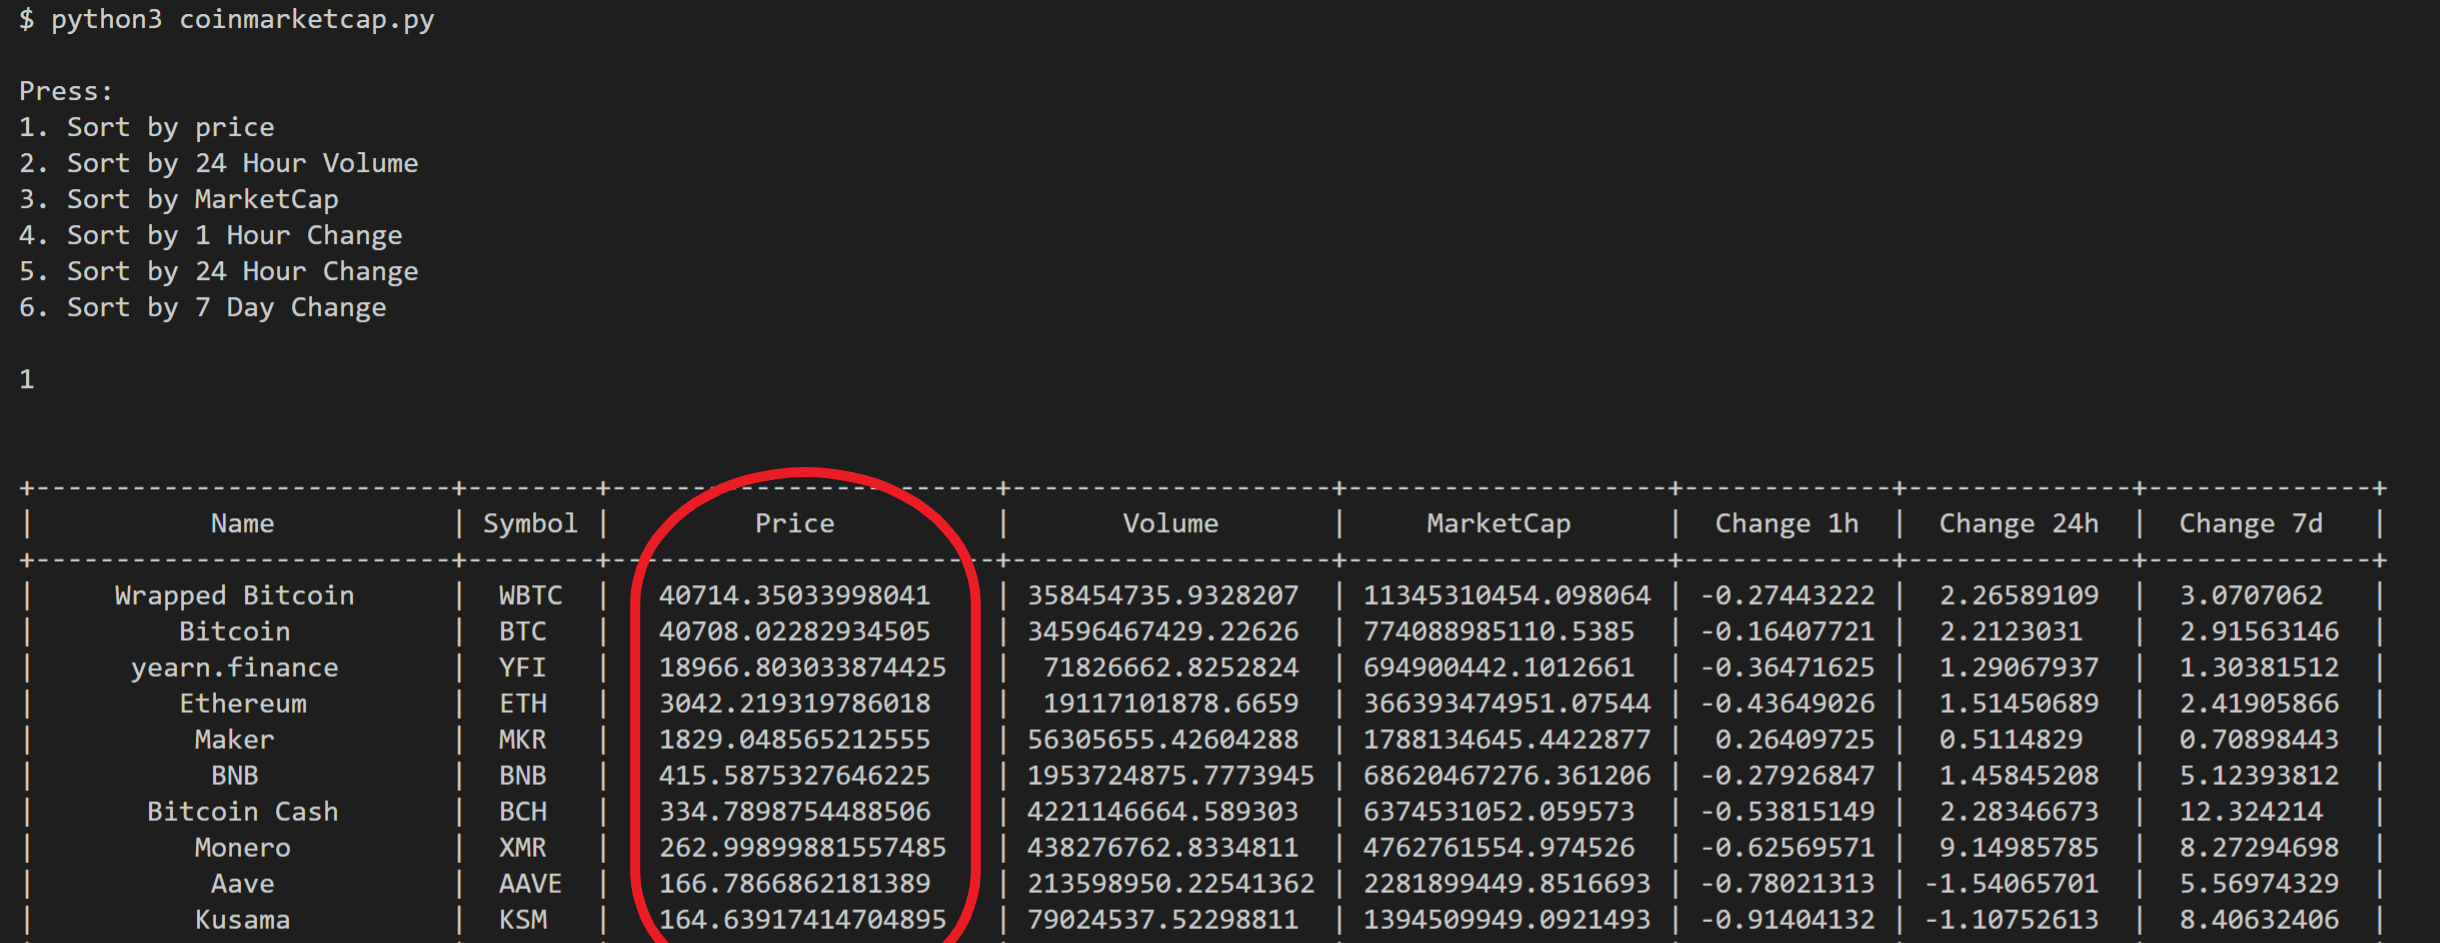 $ python3 coinmarketcap.py
Press:
1. Sort by price
2. Sort by 24 Hour Volume
3. Sort by MarketCap
4. Sort by 1 Hour Change
5. Sort by 24 Hour Change
6. Sort by 7 Day Change
1
| Name | Symbol | Price | Volume | MarketCap | Change 1h | Change 24h | Change 7d |
| Wrapped Bitcoin | WBTC | 40714.35033998041 | 358454735.9328207 | 11345310454.098064 | -0.27443222 | 2.26589109 | 3.0707062 |
| Bitcoin | BTC | 40708.02282934505 | 34596467429.22626 | 774088985110.5385 | -0.16407721 | 2.2123031 | 2.91563146 |
| yearn.finance | YFI | 18966.803033874425 | 71826662.8252824 | 694900442.1012661 | -0.36471625 | 1.29067937 | 1.30381512 |
| Ethereum | ETH | 3042.219319786018 | 19117101878.6659 | 366393474951.07544 | -0.43649026 | 1.51450689 | 2.41905866 |
| Maker | MKR | 1829.048565212555 | 56305655.42604288 | 1788134645.4422877 | 0.26409725 | 0.5114829 | 0.70898443 |
| BNB | BNB | 415.5875327646225 | 1953724875.7773945 | 68620467276.361206 | -0.27926847 | 1.45845208 | 5.12393812 |
| Bitcoin Cash | BCH | 334.7898754488506 | 4221146664.589303 | 6374531052.059573 | -0.53815149 | 2.28346673 | 12.324214 |
| Monero | XMR | 262.99899881557485 | 438276762.8334811 | 4762761554.974526 | -0.62569571 | 9.14985785 | 8.27294698 |
| Aave | AAVE | 166.7866862181389 | 213598950.22541362 | 2281899449.8516693 | -0.78021313 | -1.54065701 | 5.56974329 |
| Kusama | KSM | 164.63917414704895 | 79024537.52298811 | 1394509949.0921493 | -0.91404132 | -1.10752613 | 8.40632406 |